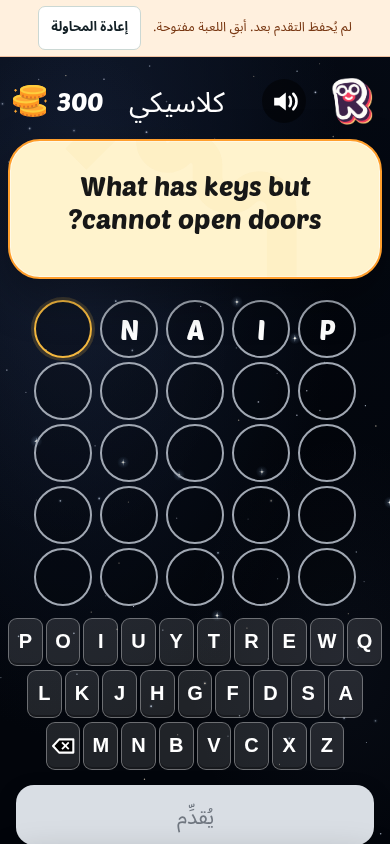 لم يُحفظ التقدم بعد. أبقِ اللعبة مفتوحة.
إعادة المحاولة
300
كلاسيكي
What has keys but
?cannot open doors
N A I P
P O I U Y T R E W Q
L K J H G F D S A
M N B V C X Z
يُقدِّم